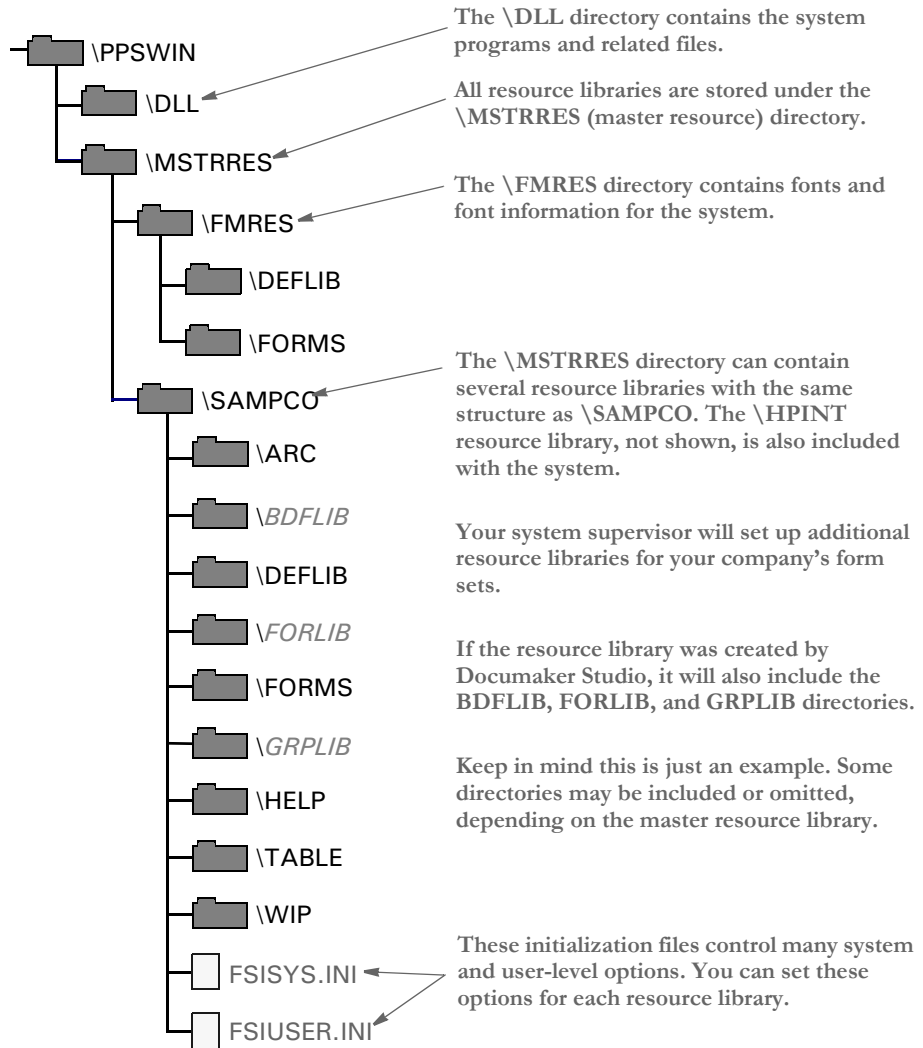 The \DLL directory contains the system
programs and related files.
\PPSWIN
\DLL
All resource libraries are stored under the
\MSTRRES (master resource) directory.
\MSTRRES
The \FMRES directory contains fonts and
font information for the system.
\FMRES
\DEFLIB
\FORMS
The \MSTRRES directory can contain
several resource libraries with the same
structure as \SAMPCO. The \HPINT
resource library, not shown, is also included
with the system.
\SAMPCO
\ARC
\BDFLIB
Your system supervisor will set up additional
resource libraries for your company’s form
sets.
\DEFLIB
\FORLIB
If the resource library was created by
Documaker Studio, it will also include the
BDFLIB, FORLIB, and GRPLIB directories.
\FORMS
\GRPLIB
Keep in mind this is just an example. Some
directories may be included or omitted,
depending on the master resource library.
\HELP
\TABLE
\WIP
These initialization files control many system
and user-level options. You can set these
options for each resource library.
FSISYS.INI
FSIUSER.INI